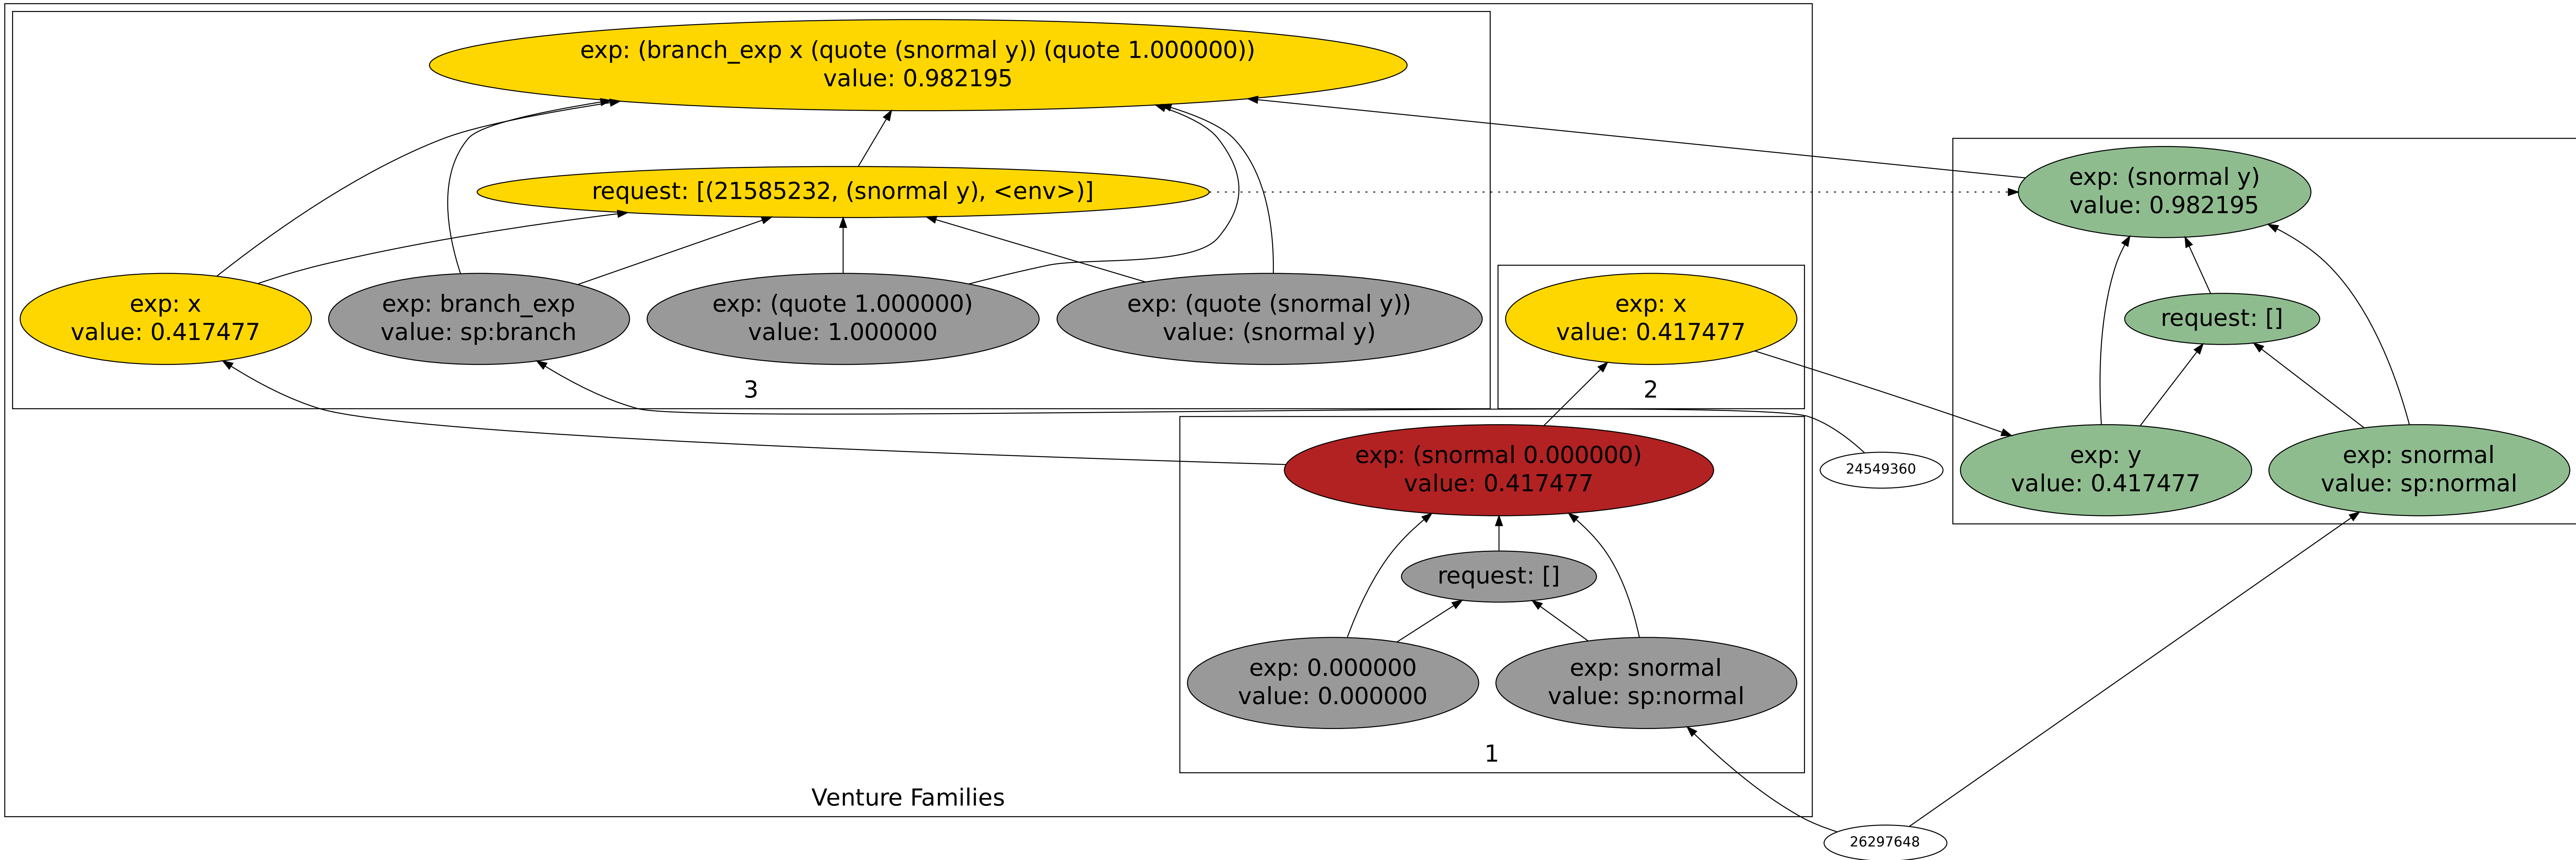 exp: (branch_exp x (quote (snormal y)) (quote 1.000000))
value: 0.982195
request: [(21585232, (snormal y), <env>)]
exp: x
value: 0.417477
exp: branch_exp
value: sp:branch
exp: (quote 1.000000)
value: 1.000000
exp: (quote (snormal y))
value: (snormal y)
3
exp: x
value: 0.417477
2
exp: (snormal 0.000000)
value: 0.417477
request: []
exp: 0.000000
value: 0.000000
exp: snormal
value: sp:normal
1
Venture Families
exp: (snormal y)
value: 0.982195
request: []
exp: y
value: 0.417477
exp: snormal
value: sp:normal
24549360
26297648